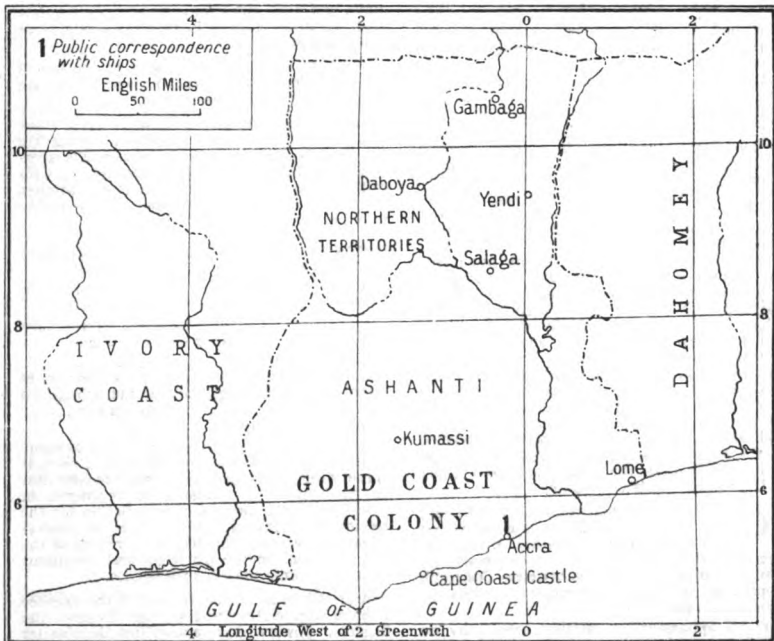 4 2 0 2
1 Public correspondence
with ships
English Miles
0 50 100
Gambaga
10 10
Daboya
Yendi
NORTHERN
TERRITORIES
Salaga
DAHOMEY
8 8
IVORY
COAST
ASHANTI
Kumassi
Lome
GOLD COAST
6 6
COLONY
1
Accra
Cape Coast Castle
GULF OF GUINEA
4 Longitude West of 2 Greenwich 0 2